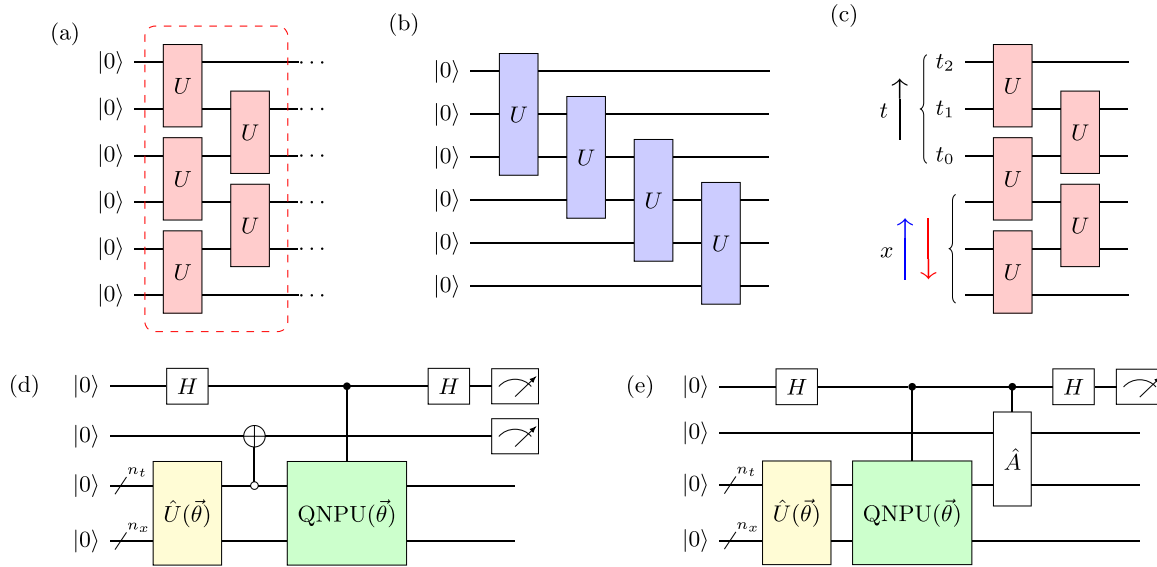 (a)
|0⟩ U ···
|0⟩ U ···
|0⟩ U ···
|0⟩ U ···
|0⟩ U ···
|0⟩ ···
(b)
|0⟩
|0⟩ U
|0⟩ U
|0⟩ U
|0⟩ U
|0⟩
(c)
t₂ U
t t₁ U
t₀ U
x U
U
(d)
|0⟩ H H
|0⟩
|0⟩ nₜ Û(θ⃗) QNPU(θ⃗)
|0⟩ nₓ
(e)
|0⟩ H H
|0⟩ Â
|0⟩ nₜ Û(θ⃗) QNPU(θ⃗)
|0⟩ nₓ